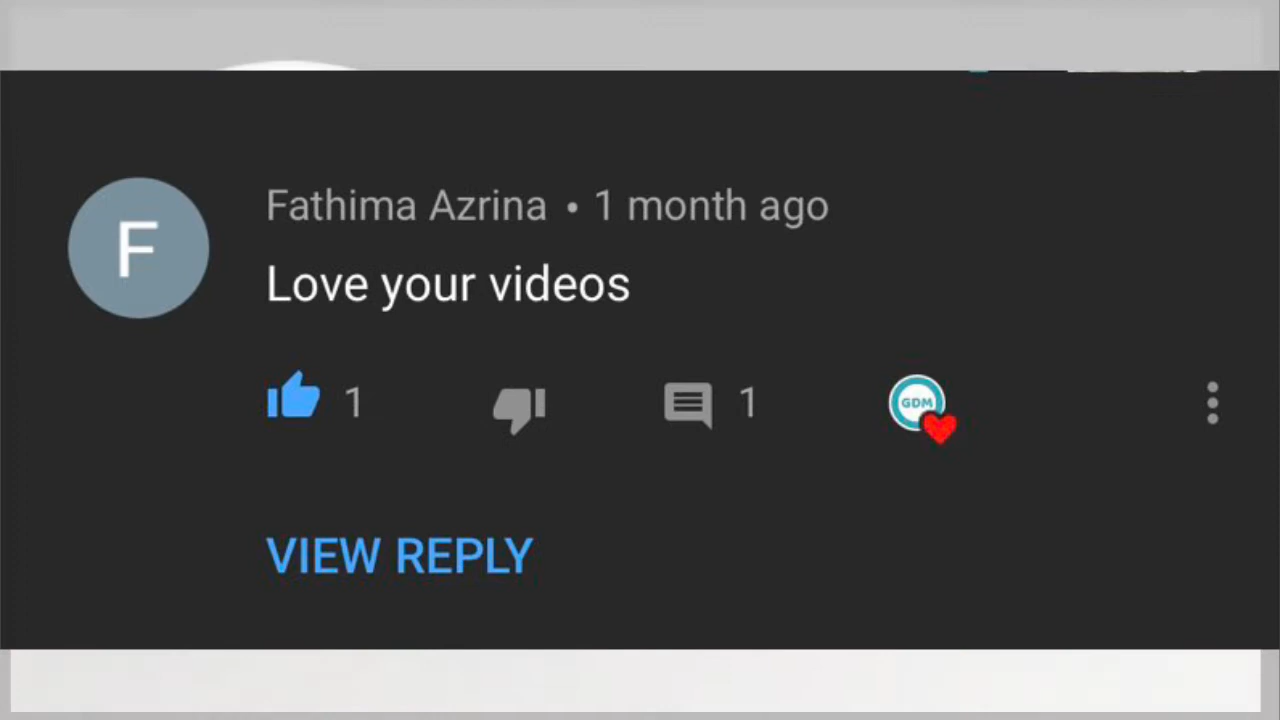 F
Fathima Azrina • 1 month ago
Love your videos
1 1 GDM
VIEW REPLY